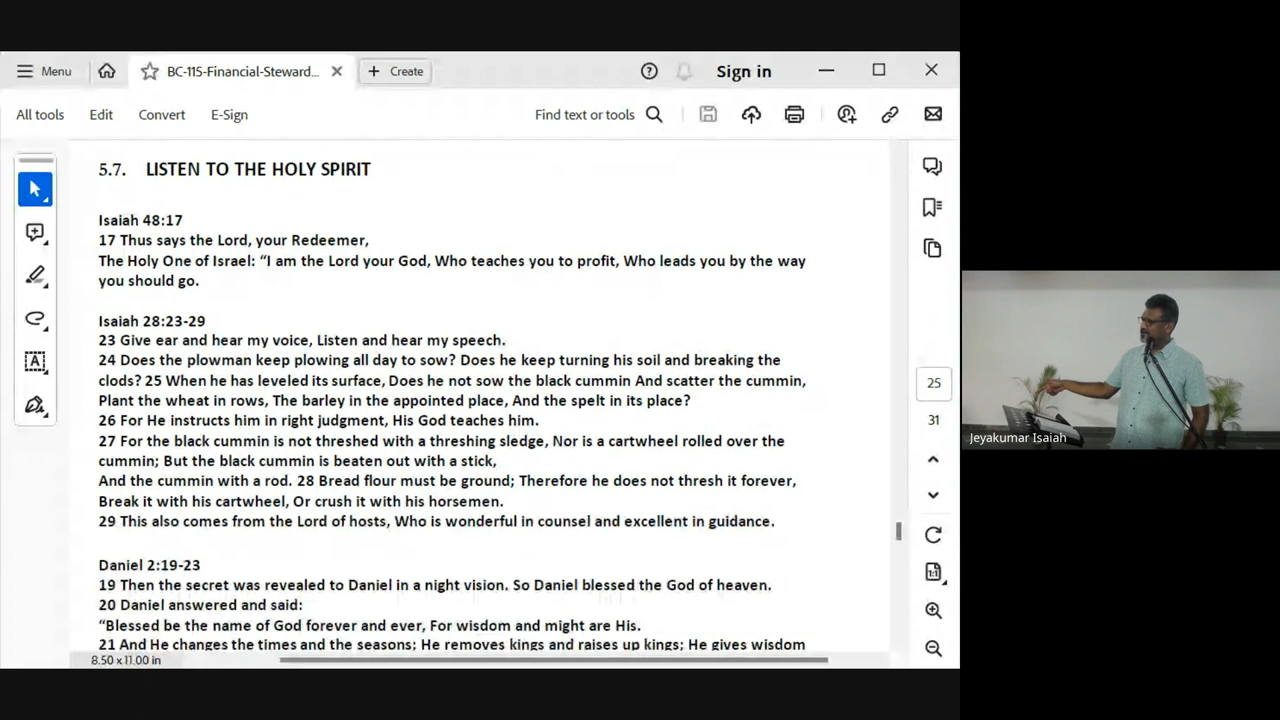 Menu
BC-115-Financial-Steward...
Create
Sign in
All tools
Edit
Convert
E-Sign
Find text or tools
5.7. LISTEN TO THE HOLY SPIRIT
Isaiah 48:17
17 Thus says the Lord, your Redeemer,
The Holy One of Israel: “I am the Lord your God, Who teaches you to profit, Who leads you by the way
you should go.
Isaiah 28:23-29
23 Give ear and hear my voice, Listen and hear my speech.
24 Does the plowman keep plowing all day to sow? Does he keep turning his soil and breaking the
clods? 25 When he has leveled its surface, Does he not sow the black cummin And scatter the cummin,
Plant the wheat in rows, The barley in the appointed place, And the spelt in its place?
26 For He instructs him in right judgment, His God teaches him.
27 For the black cummin is not threshed with a threshing sledge, Nor is a cartwheel rolled over the
cummin; But the black cummin is beaten out with a stick,
And the cummin with a rod. 28 Bread flour must be ground; Therefore he does not thresh it forever,
Break it with his cartwheel, Or crush it with his horsemen.
29 This also comes from the Lord of hosts, Who is wonderful in counsel and excellent in guidance.
Daniel 2:19-23
19 Then the secret was revealed to Daniel in a night vision. So Daniel blessed the God of heaven.
20 Daniel answered and said:
“Blessed be the name of God forever and ever, For wisdom and might are His.
21 And He changes the times and the seasons; He removes kings and raises up kings; He gives wisdom
8.50 x 11.00 in
25
31
1:1
Jeyakumar Isaiah